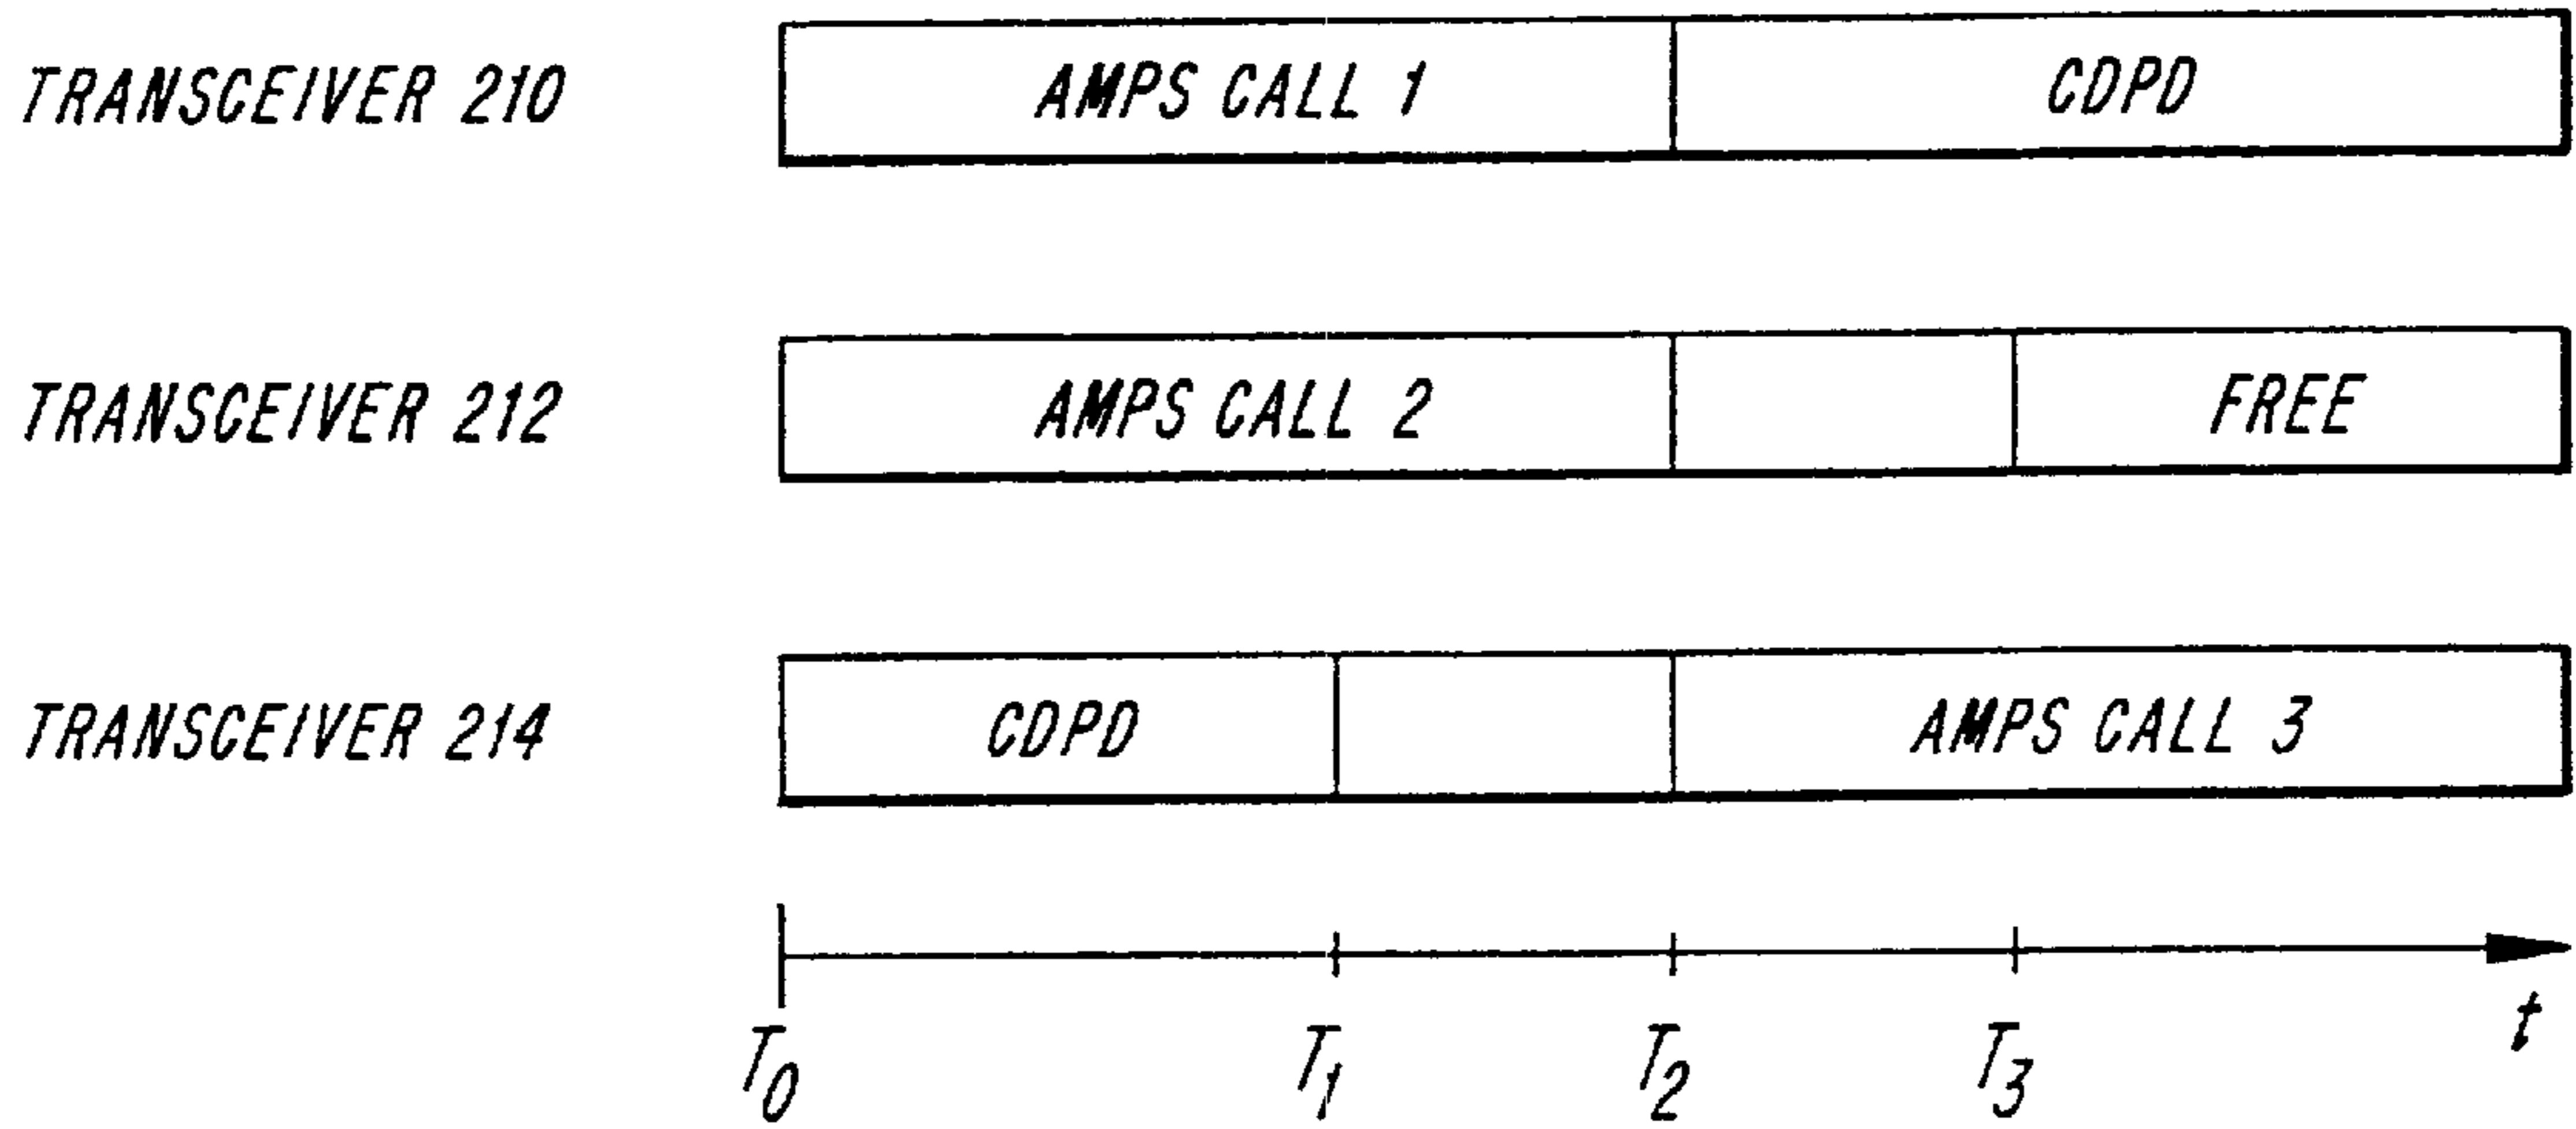 TRANSCEIVER 210 AMPS CALL 1 CDPD
TRANSCEIVER 212 AMPS CALL 2 FREE
TRANSCEIVER 214 CDPD AMPS CALL 3
T0 T1 T2 T3 t